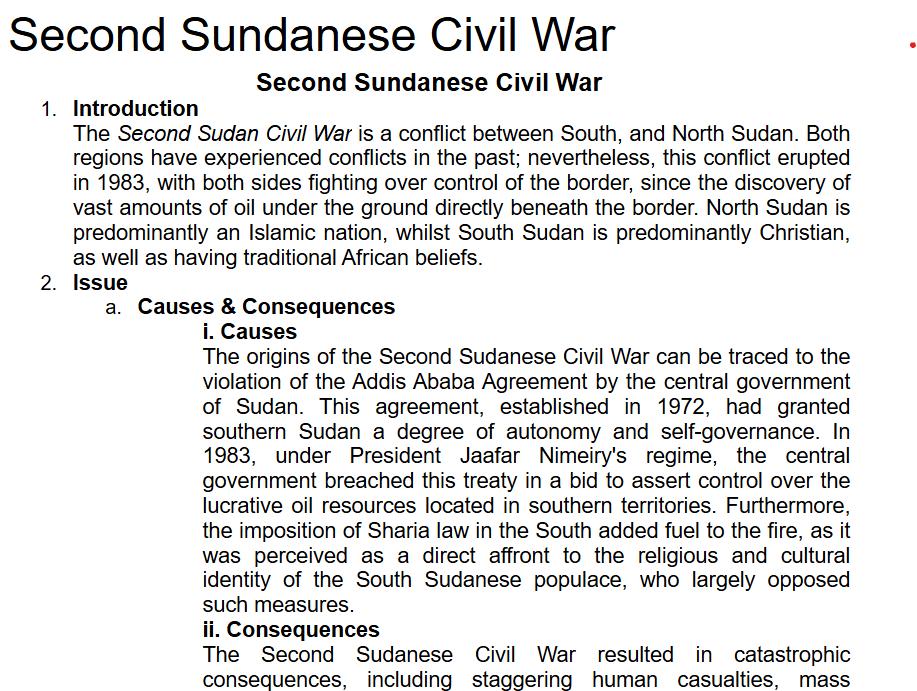 Second Sundanese Civil War
Second Sundanese Civil War
1. Introduction
The Second Sudan Civil War is a conflict between South, and North Sudan. Both
regions have experienced conflicts in the past; nevertheless, this conflict erupted
in 1983, with both sides fighting over control of the border, since the discovery of
vast amounts of oil under the ground directly beneath the border. North Sudan is
predominantly an Islamic nation, whilst South Sudan is predominantly Christian,
as well as having traditional African beliefs.
2. Issue
a. Causes & Consequences
i. Causes
The origins of the Second Sudanese Civil War can be traced to the
violation of the Addis Ababa Agreement by the central government
of Sudan. This agreement, established in 1972, had granted
southern Sudan a degree of autonomy and self-governance. In
1983, under President Jaafar Nimeiry's regime, the central
government breached this treaty in a bid to assert control over the
lucrative oil resources located in southern territories. Furthermore,
the imposition of Sharia law in the South added fuel to the fire, as it
was perceived as a direct affront to the religious and cultural
identity of the South Sudanese populace, who largely opposed
such measures.
ii. Consequences
The Second Sudanese Civil War resulted in catastrophic
consequences, including staggering human casualties, mass